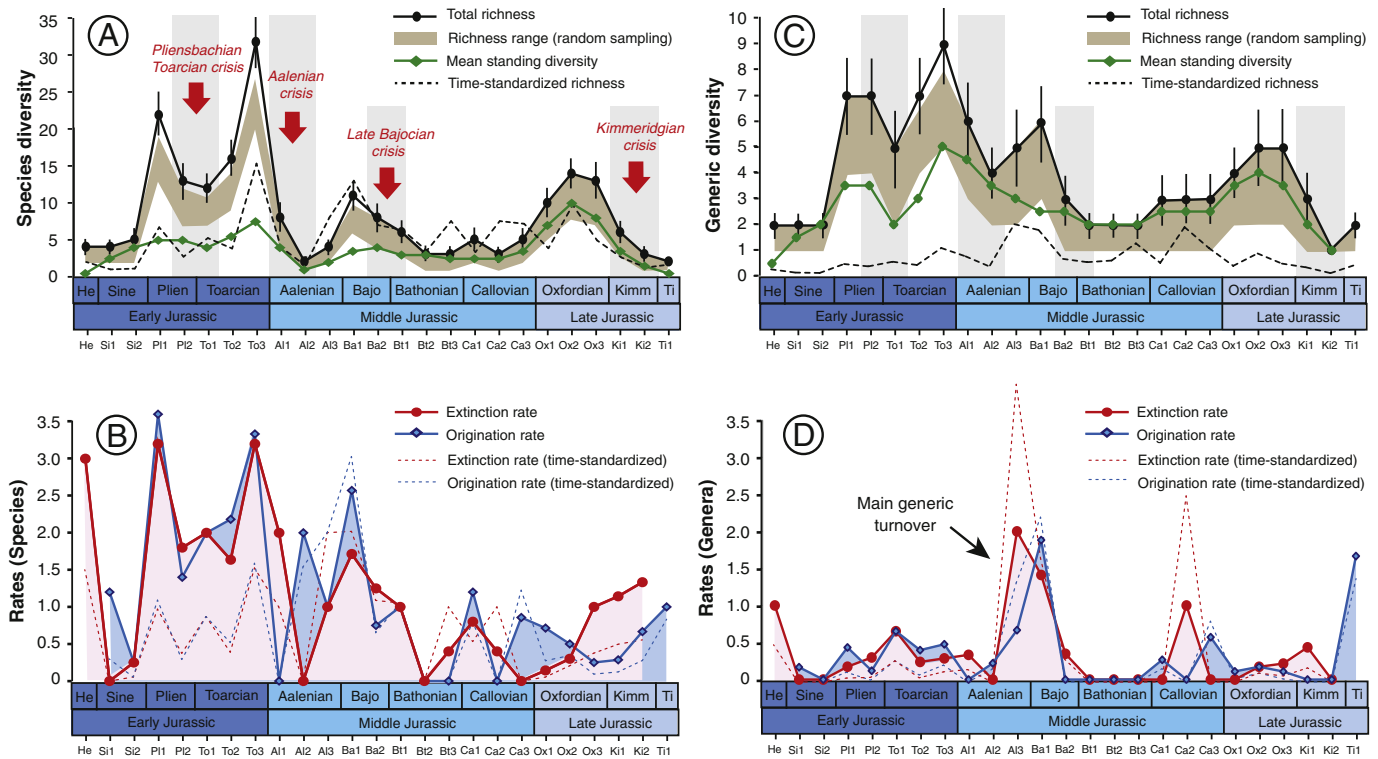 A
Species diversity
35
30
25
20
15
10
5
0
Total richness
Richness range (random sampling)
Mean standing diversity
Time-standardized richness
Pliensbachian
Toarcian crisis
Aalenian
crisis
Late Bajocian
crisis
Kimmeridgian
crisis
He Sine Plien Toarcian Aalenian Bajo Bathonian Callovian Oxfordian Kimm Ti
Early Jurassic Middle Jurassic Late Jurassic
He Si1 Si2 Pl1 Pl2 To1 To2 To3 Al1 Al2 Al3 Ba1 Ba2 Bt1 Bt2 Bt3 Ca1 Ca2 Ca3 Ox1 Ox2 Ox3 Ki1 Ki2 Ti1
C
Generic diversity
10
9
8
7
6
5
4
3
2
1
0
Total richness
Richness range (random sampling)
Mean standing diversity
Time-standardized richness
He Sine Plien Toarcian Aalenian Bajo Bathonian Callovian Oxfordian Kimm Ti
Early Jurassic Middle Jurassic Late Jurassic
He Si1 Si2 Pl1 Pl2 To1 To2 To3 Al1 Al2 Al3 Ba1 Ba2 Bt1 Bt2 Bt3 Ca1 Ca2 Ca3 Ox1 Ox2 Ox3 Ki1 Ki2 Ti1
B
Rates (Species)
3.5
3.0
2.5
2.0
1.5
1.0
0.5
0
Extinction rate
Origination rate
Extinction rate (time-standardized)
Origination rate (time-standardized)
He Sine Plien Toarcian Aalenian Bajo Bathonian Callovian Oxfordian Kimm Ti
Early Jurassic Middle Jurassic Late Jurassic
He Si1 Si2 Pl1 Pl2 To1 To2 To3 Al1 Al2 Al3 Ba1 Ba2 Bt1 Bt2 Bt3 Ca1 Ca2 Ca3 Ox1 Ox2 Ox3 Ki1 Ki2 Ti1
D
Rates (Genera)
3.5
3.0
2.5
2.0
1.5
1.0
0.5
0
Extinction rate
Origination rate
Extinction rate (time-standardized)
Origination rate (time-standardized)
Main generic
turnover
He Sine Plien Toarcian Aalenian Bajo Bathonian Callovian Oxfordian Kimm Ti
Early Jurassic Middle Jurassic Late Jurassic
He Si1 Si2 Pl1 Pl2 To1 To2 To3 Al1 Al2 Al3 Ba1 Ba2 Bt1 Bt2 Bt3 Ca1 Ca2 Ca3 Ox1 Ox2 Ox3 Ki1 Ki2 Ti1